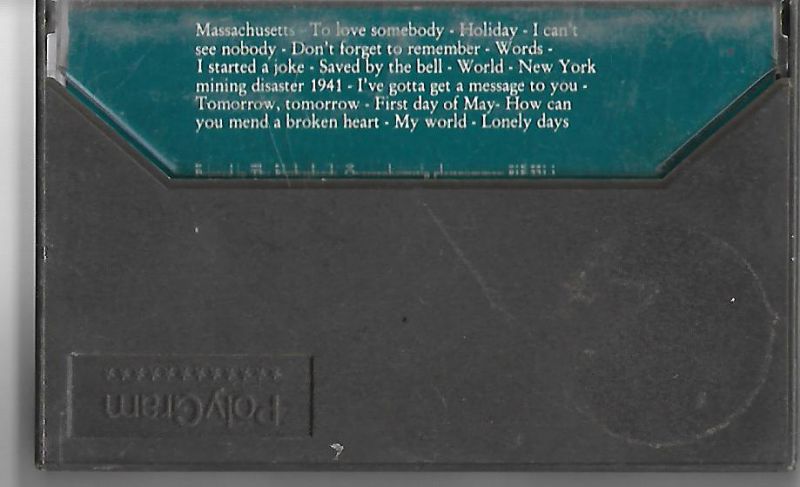 Massachusetts - To love somebody - Holiday - I can't
see nobody - Don't forget to remember - Words -
I started a joke - Saved by the bell - World - New York
mining disaster 1941 - I've gotta get a message to you -
Tomorrow, tomorrow - First day of May- How can
you mend a broken heart - My world - Lonely days
PolyGram